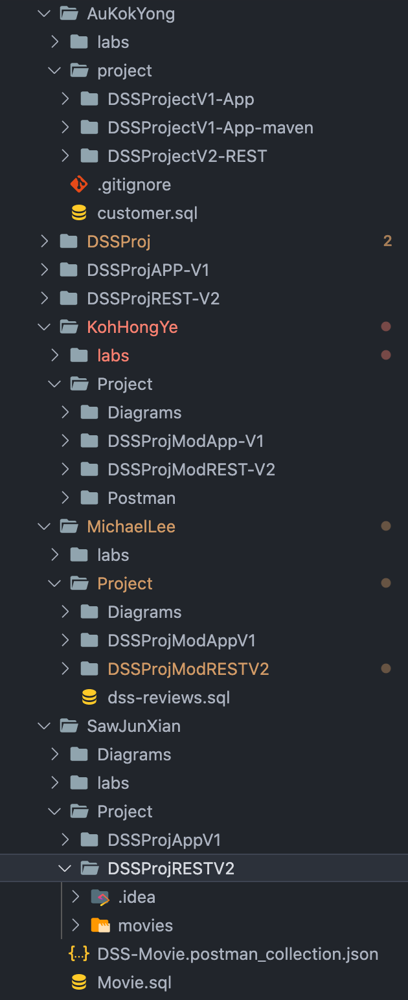 AuKokYong
labs
project
DSSProjectV1-App
DSSProjectV1-App-maven
DSSProjectV2-REST
.gitignore
customer.sql
DSSProj 2
DSSProjAPP-V1
DSSProjREST-V2
KohHongYe
labs
Project
Diagrams
DSSProjModApp-V1
DSSProjModREST-V2
Postman
MichaelLee
labs
Project
Diagrams
DSSProjModAppV1
DSSProjModRESTV2
dss-reviews.sql
SawJunXian
Diagrams
labs
Project
DSSProjAppV1
DSSProjRESTV2
.idea
movies
DSS-Movie.postman_collection.json
Movie.sql